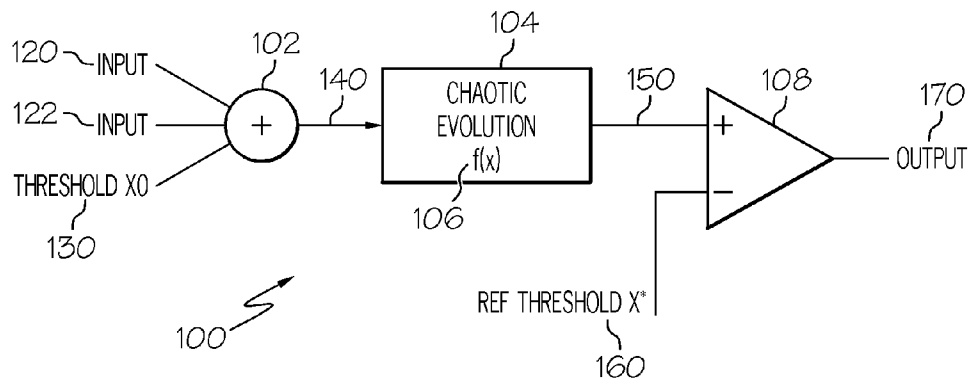 104
102
120 INPUT
140
CHAOTIC
EVOLUTION
f(x)
106
150
108
170
122 INPUT
+
+
−
OUTPUT
THRESHOLD X0
130
REF THRESHOLD X*
160
100